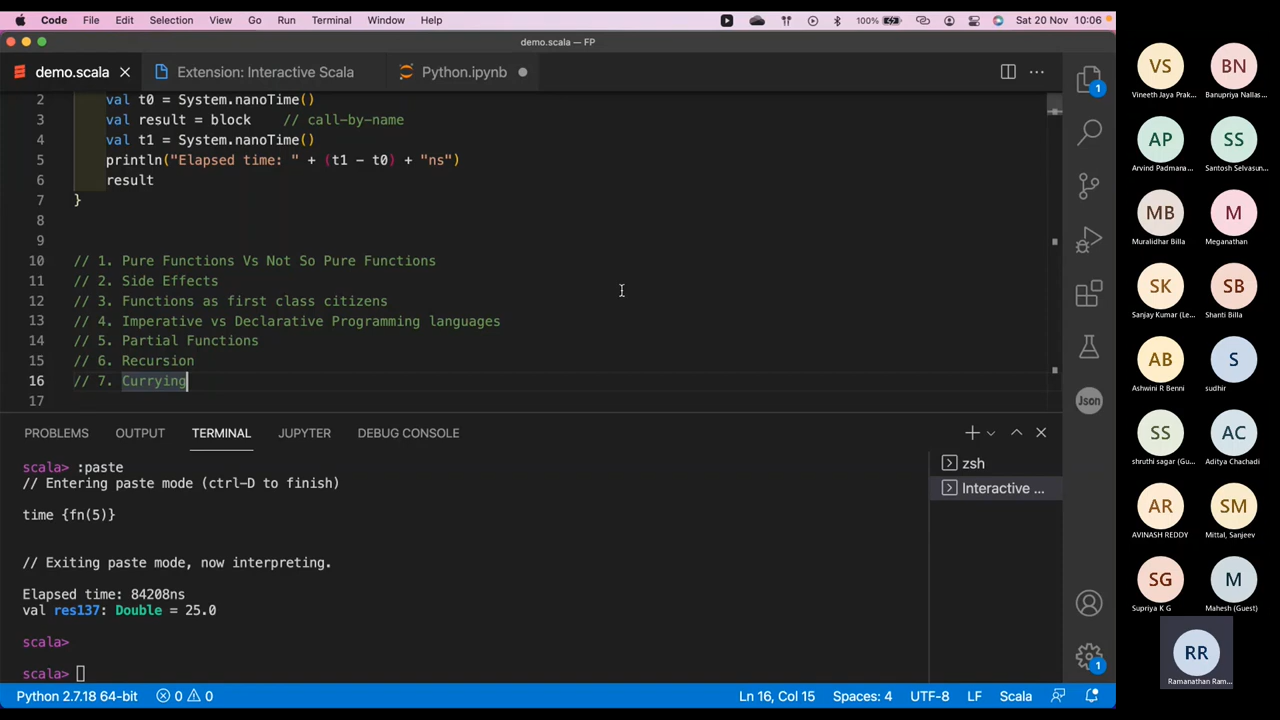 Code File Edit Selection View Go Run Terminal Window Help 100% Sat 20 Nov 10:06
demo.scala — FP
demo.scala Extension: Interactive Scala Python.ipynb
2 val t0 = System.nanoTime()
3 val result = block // call-by-name
4 val t1 = System.nanoTime()
5 println("Elapsed time: " + (t1 - t0) + "ns")
6 result
7 }
8
9
10 // 1. Pure Functions Vs Not So Pure Functions
11 // 2. Side Effects
12 // 3. Functions as first class citizens
13 // 4. Imperative vs Declarative Programming languages
14 // 5. Partial Functions
15 // 6. Recursion
16 // 7. Currying
17
1
Json
1
PROBLEMS OUTPUT TERMINAL JUPYTER DEBUG CONSOLE
scala> :paste
// Entering paste mode (ctrl-D to finish)
time {fn(5)}
// Exiting paste mode, now interpreting.
Elapsed time: 84208ns
val res137: Double = 25.0
scala>
scala>
zsh
Interactive ...
Python 2.7.18 64-bit 0 0 Ln 16, Col 15 Spaces: 4 UTF-8 LF Scala
VS BN
Vineeth Jaya Prak... Banupriya Nallas...
AP SS
Arvind Padmana... Santosh Selvasun...
MB M
Muralidhar Billa Meganathan
SK SB
Sanjay Kumar (Le... Shanti Billa
AB S
Ashwini R Benni sudhir
SS AC
shruthi sagar (Gu... Aditya Chachadi
AR SM
AVINASH REDDY Mittal, Sanjeev
SG M
Supriya K G Mahesh (Guest)
RR
Ramanathan Ram...